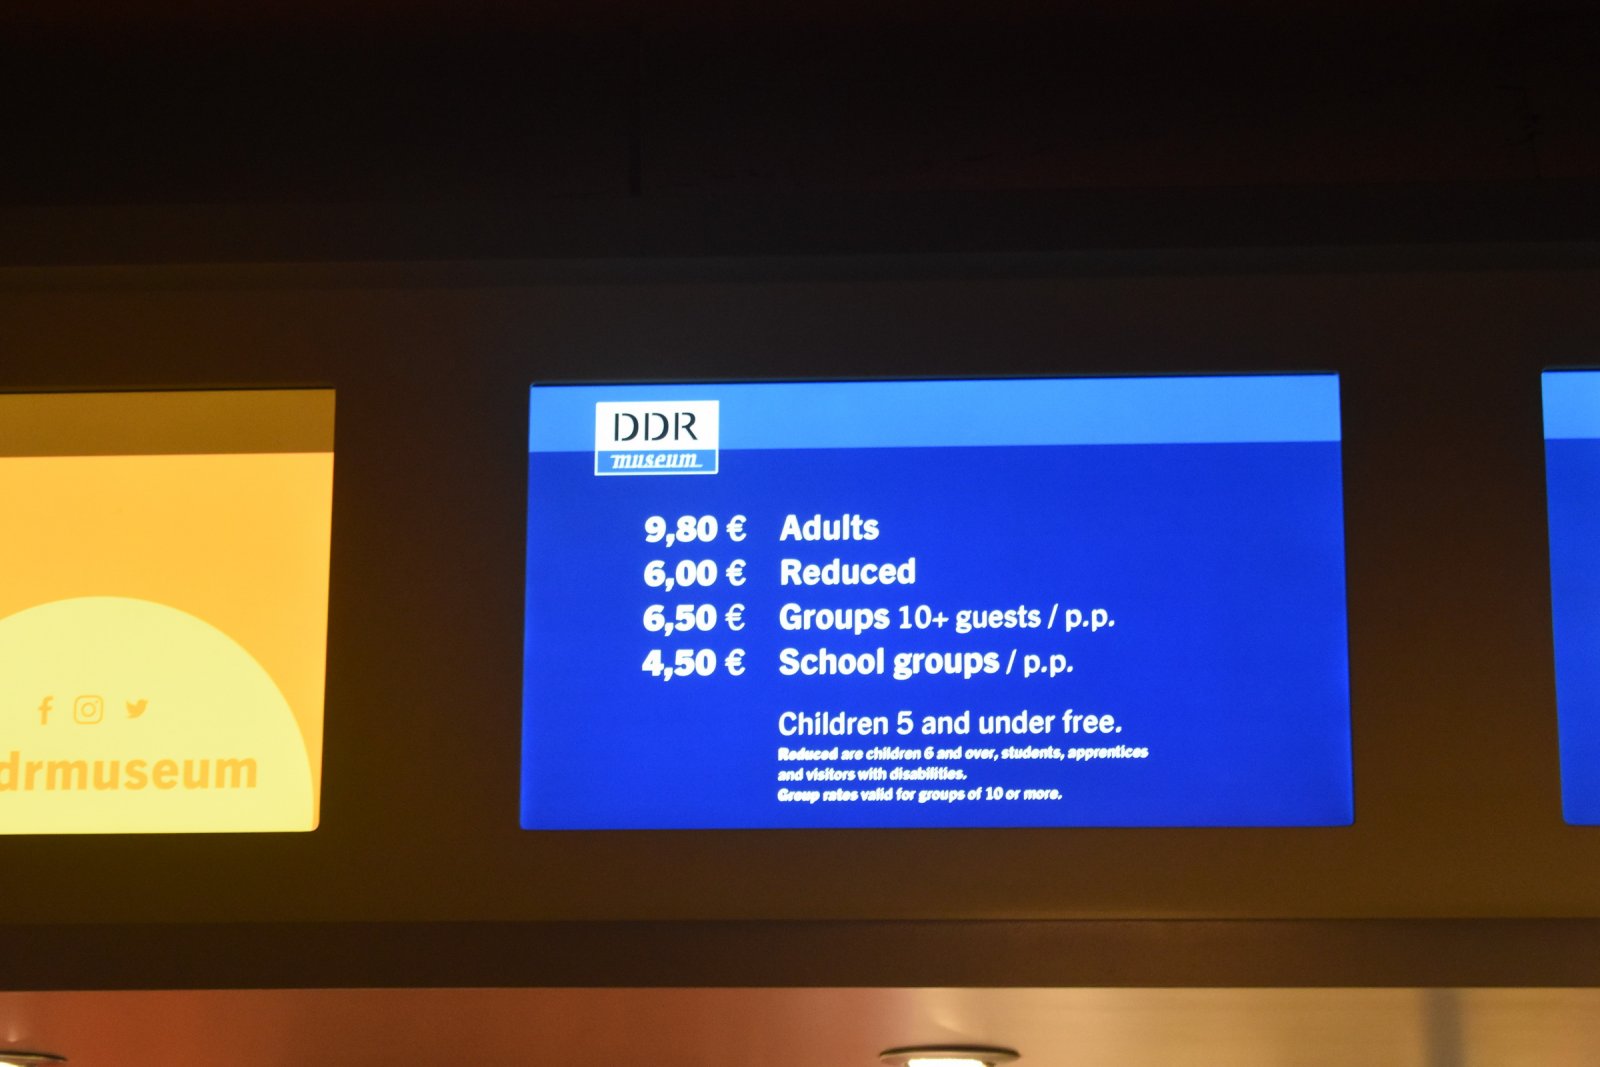 drmuseum
DDR
museum
9,80 € Adults
6,00 € Reduced
6,50 € Groups 10+ guests / p.p.
4,50 € School groups / p.p.
Children 5 and under free.
Reduced are children 6 and over, students, apprentices
and visitors with disabilities.
Group rates valid for groups of 10 or more.